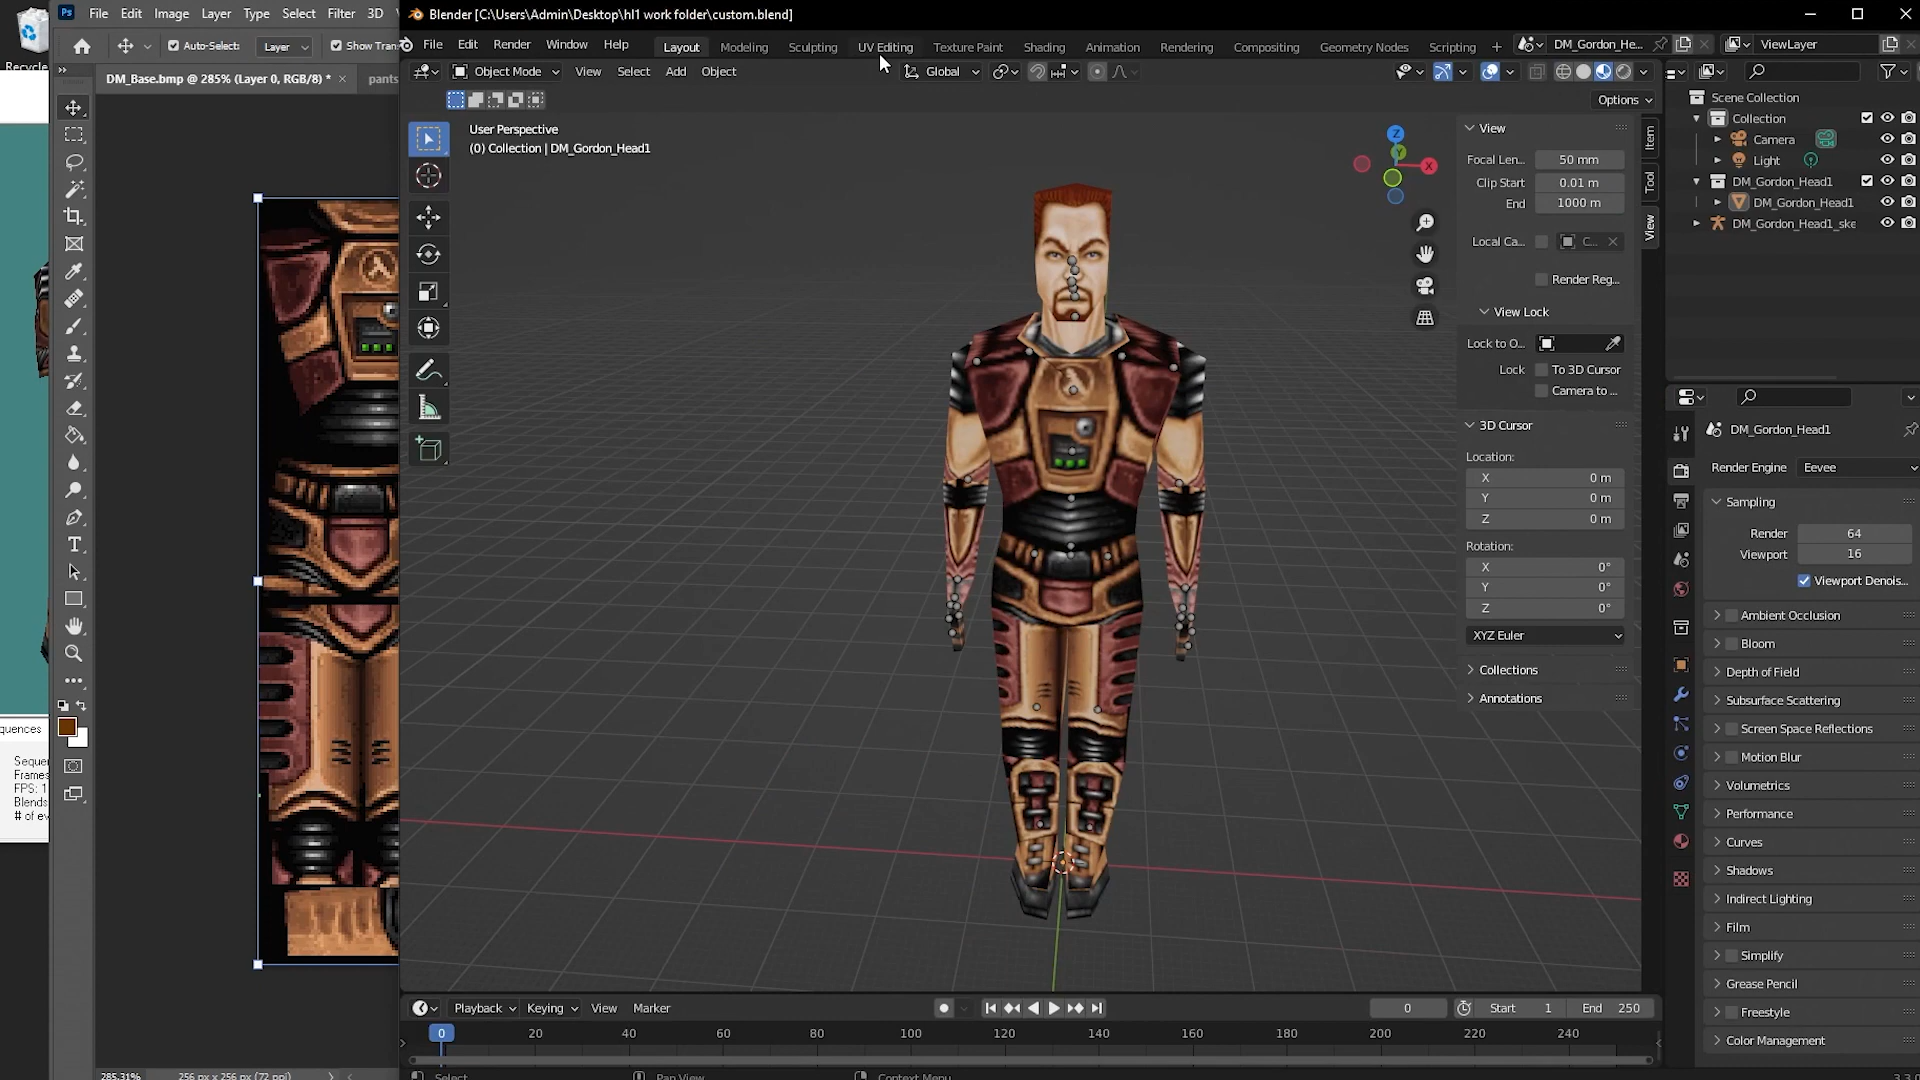 File Edit Image Layer Type Select Filter 3D
Blender [C:\Users\Admin\Desktop\hl1 work folder\custom.blend]
Auto-Select: Layer Show Tran
File Edit Render Window Help Layout Modeling Sculpting UV Editing Texture Paint Shading Animation Rendering Compositing Geometry Nodes Scripting + DM_Gordon_He... ViewLayer
Recycle
DM_Base.bmp @ 285% (Layer 0, RGB/8) * × pants
Object Mode View Select Add Object Global
Options
User Perspective
(0) Collection | DM_Gordon_Head1
Z
Y
X
View
Focal Len... 50 mm
Clip Start 0.01 m
End 1000 m
Local Ca... C...
Render Reg...
View Lock
Lock to O...
Lock To 3D Cursor
Camera to ...
3D Cursor
Location:
X 0 m
Y 0 m
Z 0 m
Rotation:
X 0°
Y 0°
Z 0°
XYZ Euler
Collections
Annotations
Item
Tool
View
Scene Collection
Collection
Camera
Light
DM_Gordon_Head1
DM_Gordon_Head1
DM_Gordon_Head1_ske
DM_Gordon_Head1
Render Engine Eevee
Sampling
Render 64
Viewport 16
Viewport Denois...
Ambient Occlusion
Bloom
Depth of Field
Subsurface Scattering
Screen Space Reflections
Motion Blur
Volumetrics
Performance
Curves
Shadows
Indirect Lighting
Film
Simplify
Grease Pencil
Freestyle
Color Management
quences
Sequen
Frames
FPS: 1
Blends
# of ev
Playback Keying View Marker 0 Start 1 End 250
0 20 40 60 80 100 120 140 160 180 200 220 240
285.31% 256 px x 256 px (72 ppi)
Select Pan View Context Menu 3.3.0